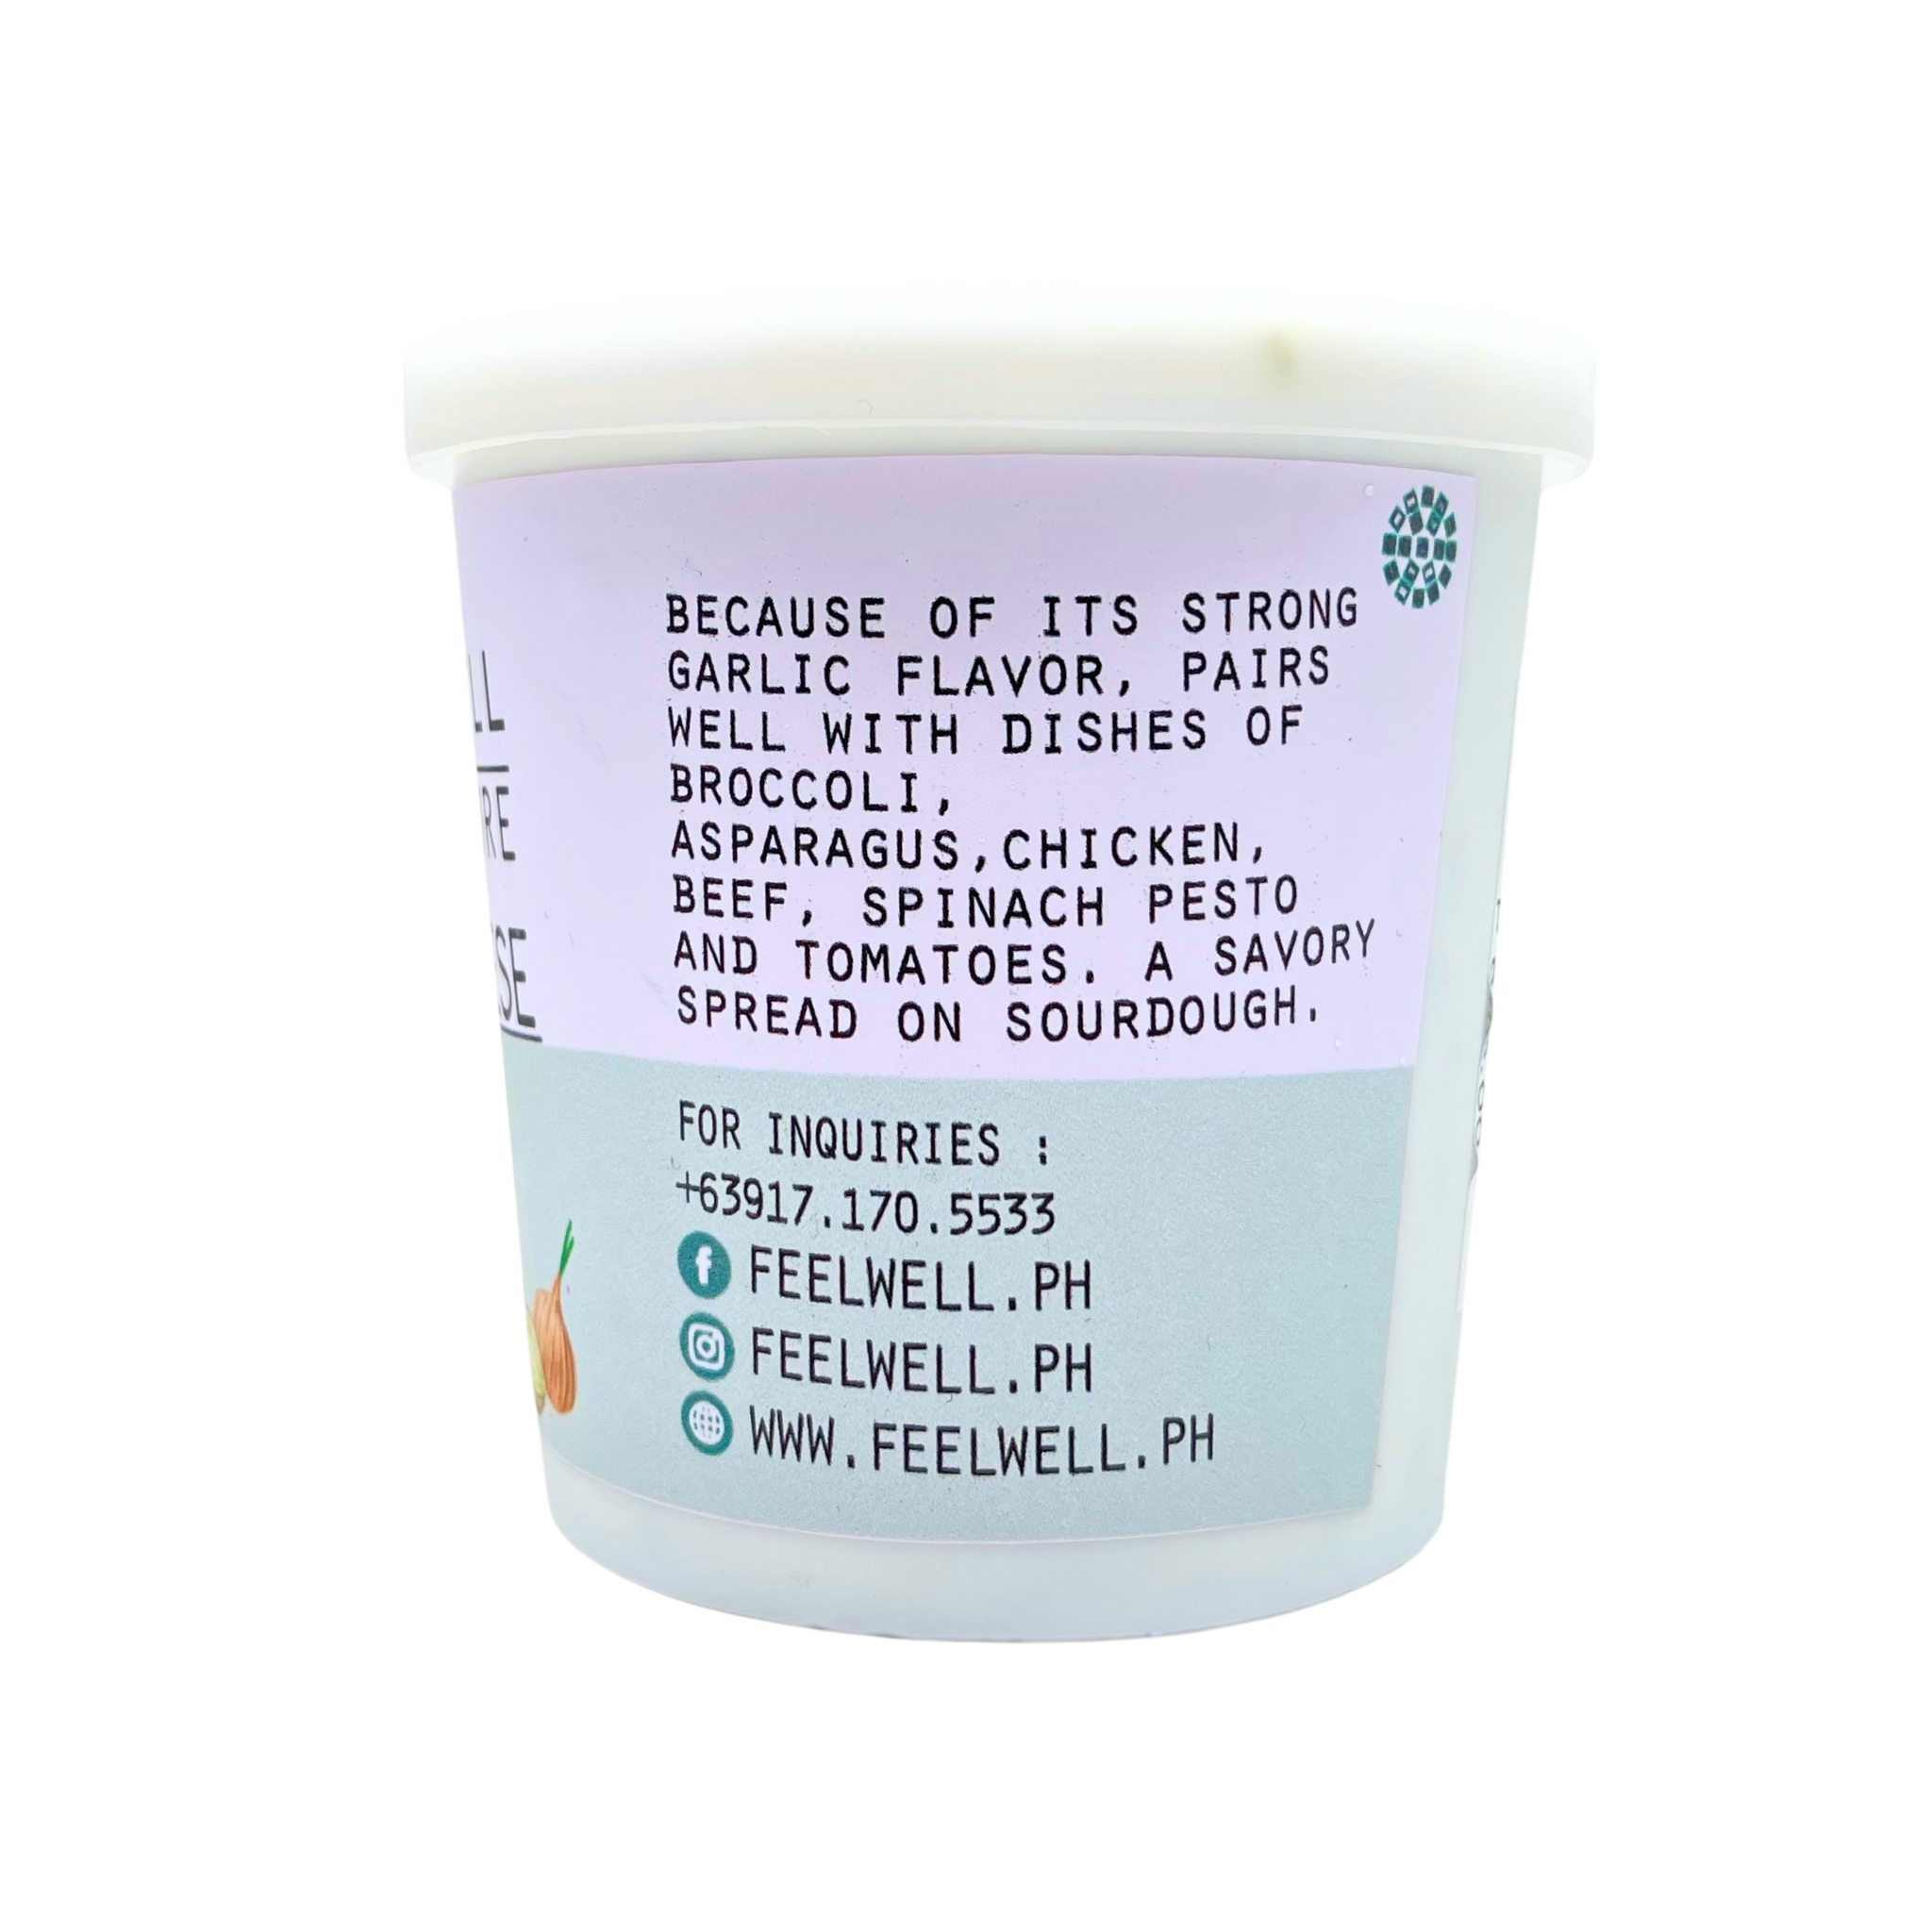 BECAUSE OF ITS STRONG
GARLIC FLAVOR, PAIRS
WELL WITH DISHES OF
BROCCOLI,
ASPARAGUS,CHICKEN,
BEEF, SPINACH PESTO
AND TOMATOES. A SAVORY
SPREAD ON SOURDOUGH.
FOR INQUIRIES :
+63917.170.5533
FEELWELL.PH
FEELWELL.PH
WWW.FEELWELL.PH